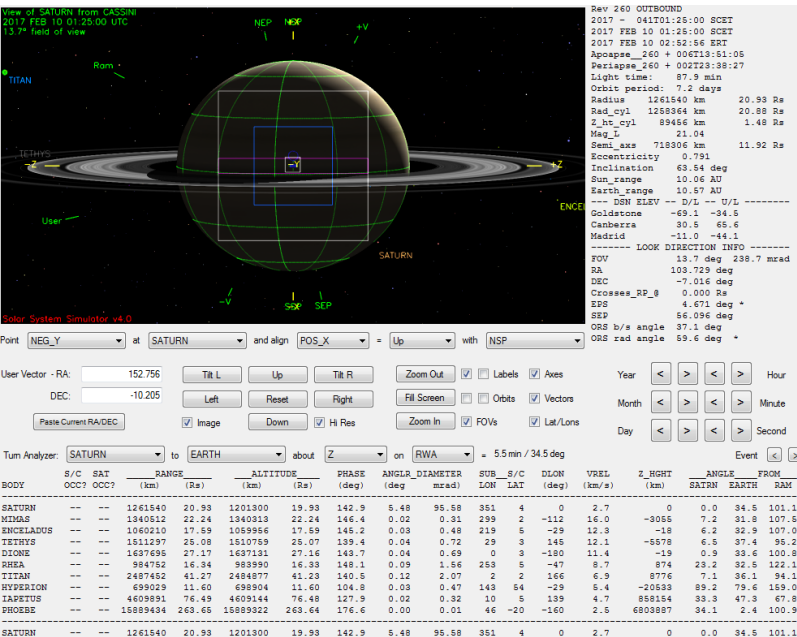 View of SATURN from CASSINI
2017 FEB 10 01:25:00 UTC
13.7° field of view
NEP
+V
Ram
TITAN
TETHYS
-Z
-Y
+Z
User
ENCEL
SATURN
-V
SEP
Solar System Simulator v4.0
Rev 260 OUTBOUND
2017 - 041T01:25:00 SCET
2017 FEB 10 01:25:00 SCET
2017 FEB 10 02:52:56 ERT
Apoapse_260 + 006T13:51:05
Periapse_260 + 002T23:38:27
Light time: 87.9 min
Orbit period: 7.2 days
Radius 1261540 km 20.93 Rs
Rad_cyl 1258364 km 20.88 Rs
Z_ht_cyl 89456 km 1.48 Rs
Mag_L 21.04
Semi_axs 718306 km 11.92 Rs
Eccentricity 0.791
Inclination 63.54 deg
Sun_range 10.06 AU
Earth_range 10.57 AU
--- DSN ELEV -- D/L -- U/L --------
Goldstone -69.1 -34.5
Canberra 30.5 65.6
Madrid -11.0 -44.1
------- LOOK DIRECTION INFO -------
FOV 13.7 deg 238.7 mrad
RA 103.729 deg
DEC -7.016 deg
Crosses_RP_@ 0.000 Rs
EPS 4.671 deg *
SEP 56.096 deg
ORS b/s angle 37.1 deg
ORS rad angle 59.6 deg *
Point NEG_Y at SATURN and align POS_X = Up with NSP
User Vector - RA: 152.756 Tilt L Up Tilt R Zoom Out Labels Axes Year < > < > Hour
DEC: -10.205 Left Reset Right Fill Screen Orbits Vectors Month < > < > Minute
Paste Current RA/DEC Image Down Hi Res Zoom In FOVs Lat/Lons Day < > < > Second
Turn Analyzer: SATURN to EARTH about Z on RWA = 5.5 min / 34.5 deg Event < >
S/C SAT RANGE ALTITUDE PHASE ANGLR_DIAMETER SUB_S/C DLON VREL Z_HGHT ANGLE FROM
BODY OCC? OCC? (km) (Rs) (km) (Rs) (deg) (deg mrad) LON LAT (deg) (km/s) (km) SATRN EARTH RAM
SATURN -- -- 1261540 20.93 1201300 19.93 142.9 5.48 95.58 351 4 0 2.7 0 0.0 34.5 101.1
MIMAS -- -- 1340512 22.24 1340313 22.24 146.4 0.02 0.31 299 2 -112 16.0 -3055 7.2 31.8 107.5
ENCELADUS -- -- 1060210 17.59 1059956 17.59 145.2 0.03 0.48 219 5 -29 12.3 -18 6.2 32.9 107.0
TETHYS -- -- 1511297 25.08 1510759 25.07 139.4 0.04 0.72 29 3 145 12.1 -5578 6.5 37.4 95.2
DIONE -- -- 1637695 27.17 1637131 27.16 143.7 0.04 0.69 0 3 -180 11.4 -19 0.9 33.6 100.8
RHEA -- -- 984752 16.34 983990 16.33 148.1 0.09 1.56 253 5 -47 8.7 874 23.2 32.5 122.1
TITAN -- -- 2487452 41.27 2484877 41.23 140.5 0.12 2.07 2 2 166 6.9 8776 7.1 36.1 94.1
HYPERION -- -- 699029 11.60 698904 11.60 104.8 0.03 0.47 143 54 -29 5.4 -20533 89.2 79.6 159.0
IAPETUS -- -- 4609891 76.49 4609144 76.48 127.9 0.02 0.32 10 5 139 4.7 858154 33.3 47.3 67.8
PHOEBE -- -- 15889434 263.65 15889322 263.64 176.6 0.00 0.01 46 -20 -160 2.5 6803887 34.1 2.4 100.9
SATURN -- -- 1261540 20.93 1201300 19.93 142.9 5.48 95.58 351 4 0 2.7 0 0.0 34.5 101.1